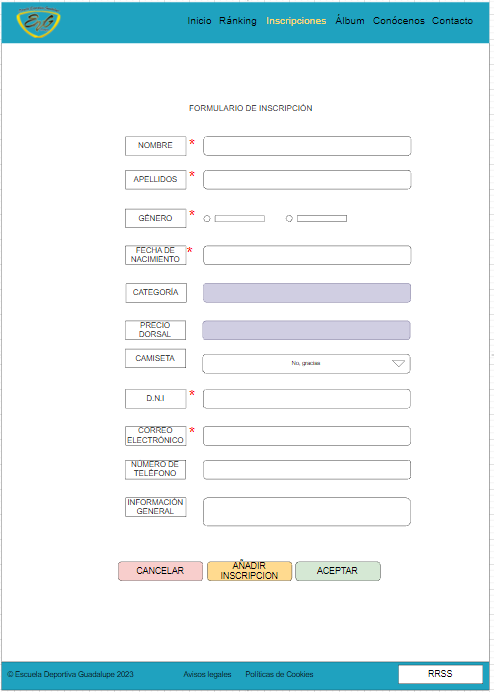 EG
Inicio Ránking Inscripciones Álbum Conócenos Contacto
FORMULARIO DE INSCRIPCIÓN
NOMBRE *
APELLIDOS *
GÉNERO *
FECHA DE
NACIMIENTO *
CATEGORÍA
PRECIO
DORSAL
CAMISETA No, gracias
D.N.I *
CORREO
ELECTRÓNICO *
NÚMERO DE
TELÉFONO
INFORMACIÓN
GENERAL
CANCELAR
AÑADIR
INSCRIPCION
ACEPTAR
© Escuela Deportiva Guadalupe 2023 Avisos legales Políticas de Cookies RRSS